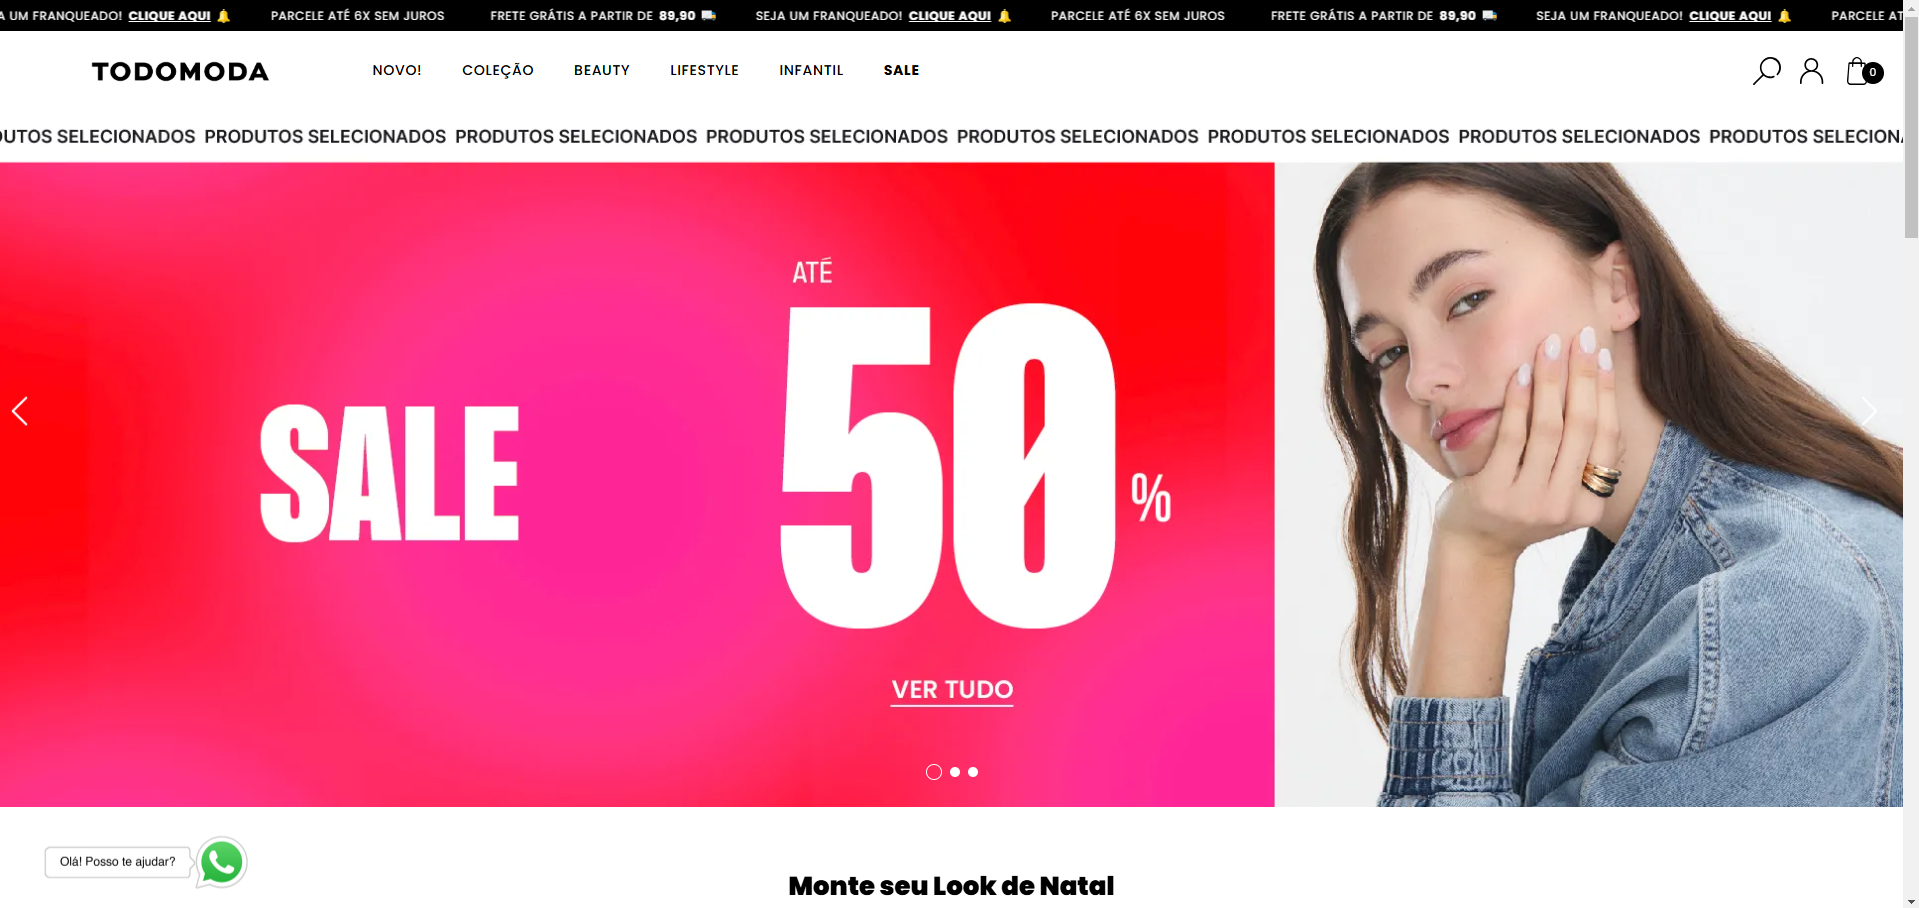 A UM FRANQUEADO! CLIQUE AQUI PARCELE ATÉ 6X SEM JUROS FRETE GRÁTIS A PARTIR DE 89,90 SEJA UM FRANQUEADO! CLIQUE AQUI PARCELE ATÉ 6X SEM JUROS FRETE GRÁTIS A PARTIR DE 89,90 SEJA UM FRANQUEADO! CLIQUE AQUI PARCELE AT
TODOMODA NOVO! COLEÇÃO BEAUTY LIFESTYLE INFANTIL SALE 0
UTOS SELECIONADOS PRODUTOS SELECIONADOS PRODUTOS SELECIONADOS PRODUTOS SELECIONADOS PRODUTOS SELECIONADOS PRODUTOS SELECIONADOS PRODUTOS SELECIONADOS PRODUTOS SELECION
SALE
ATÉ
50%
VER TUDO
Olá! Posso te ajudar?
Monte seu Look de Natal